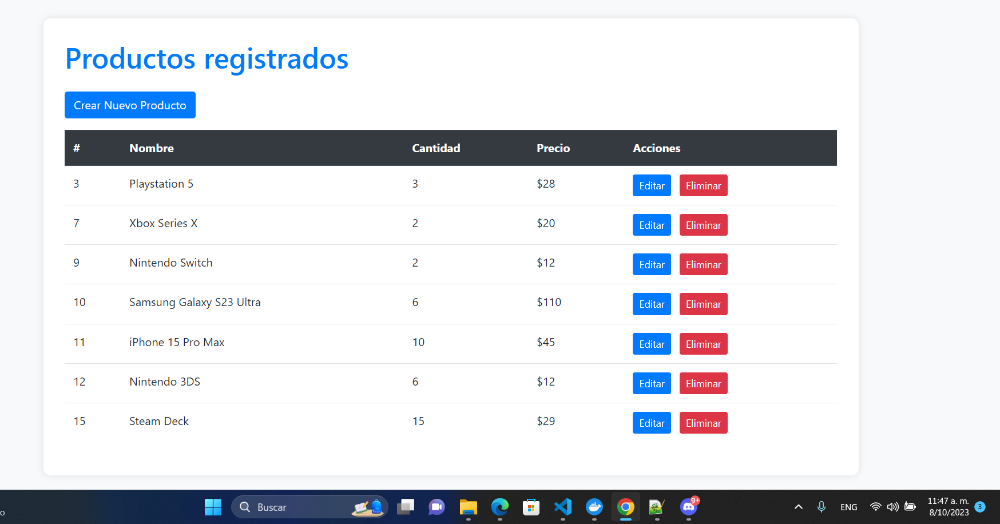 Productos registrados
Crear Nuevo Producto
# Nombre Cantidad Precio Acciones
3 Playstation 5 3 $28 Editar Eliminar
7 Xbox Series X 2 $20 Editar Eliminar
9 Nintendo Switch 2 $12 Editar Eliminar
10 Samsung Galaxy S23 Ultra 6 $110 Editar Eliminar
11 iPhone 15 Pro Max 10 $45 Editar Eliminar
12 Nintendo 3DS 6 $12 Editar Eliminar
15 Steam Deck 15 $29 Editar Eliminar
o
Buscar
9+
ENG
11:47 a. m.
8/10/2023
3